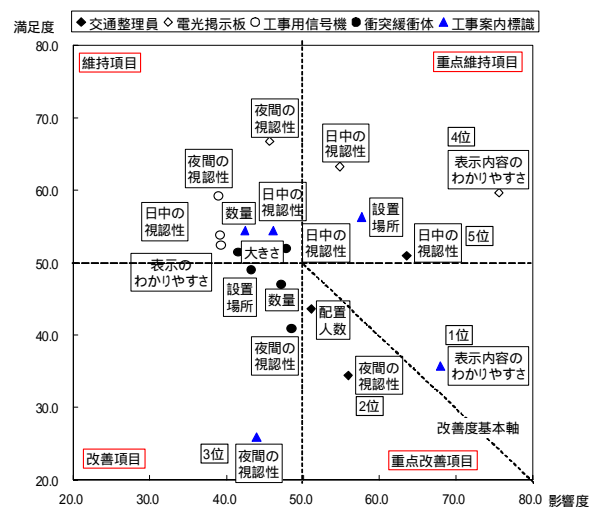 満足度
◆交通整理員 ◇電光掲示板 ○工事用信号機 ●衝突緩衝体 ▲工事案内標識
80.0
維持項目
重点維持項目
70.0
夜間の
視認性
日中の
視認性
4位
夜間の
視認性
表示内容の
わかりやすさ
60.0
日中の
視認性
数量
日中の
視認性
設置
場所
大きさ
日中の
視認性
日中の
視認性
5位
50.0
表示の
わかりやすさ
設置
場所
数量
配置
人数
40.0
夜間の
視認性
夜間の
視認性
1位
表示内容の
わかりやすさ
2位
30.0
改善度基本軸
改善項目
3位
夜間の
視認性
重点改善項目
20.0
20.0 30.0 40.0 50.0 60.0 70.0 80.0
影響度